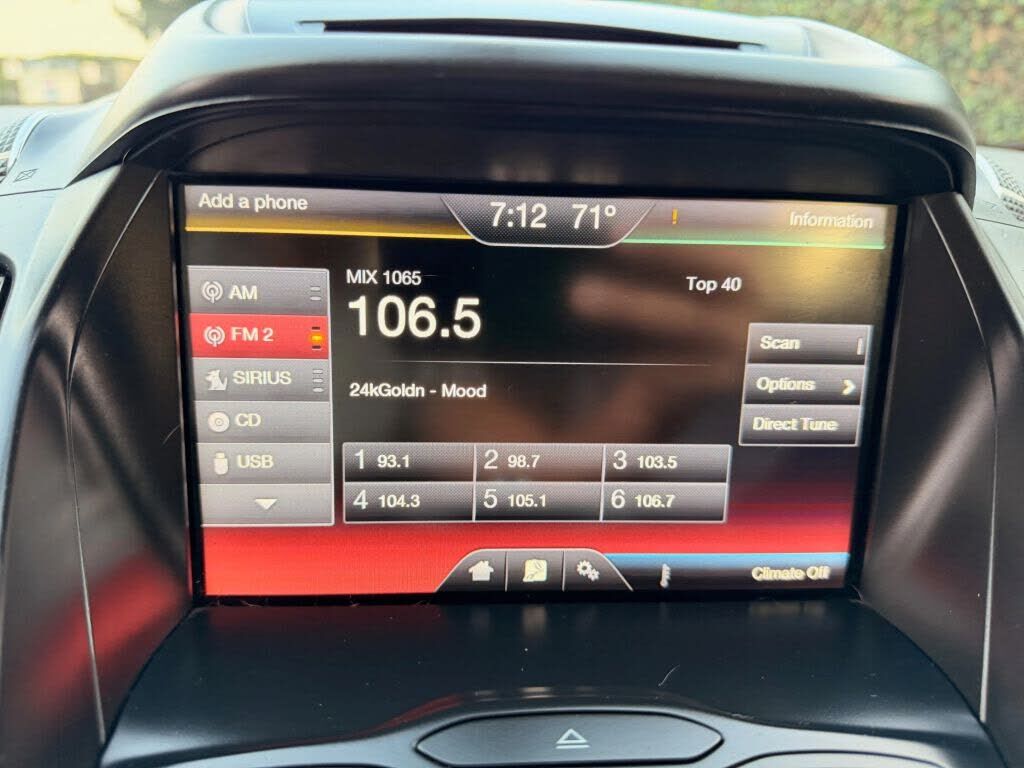 Add a phone
7:12 71°
! Information
AM
FM 2
SIRIUS
CD
USB
MIX 1065
Top 40
106.5
24kGoldn - Mood
Scan
Options
Direct Tune
1 93.1 2 98.7 3 103.5
4 104.3 5 105.1 6 106.7
Climate Off